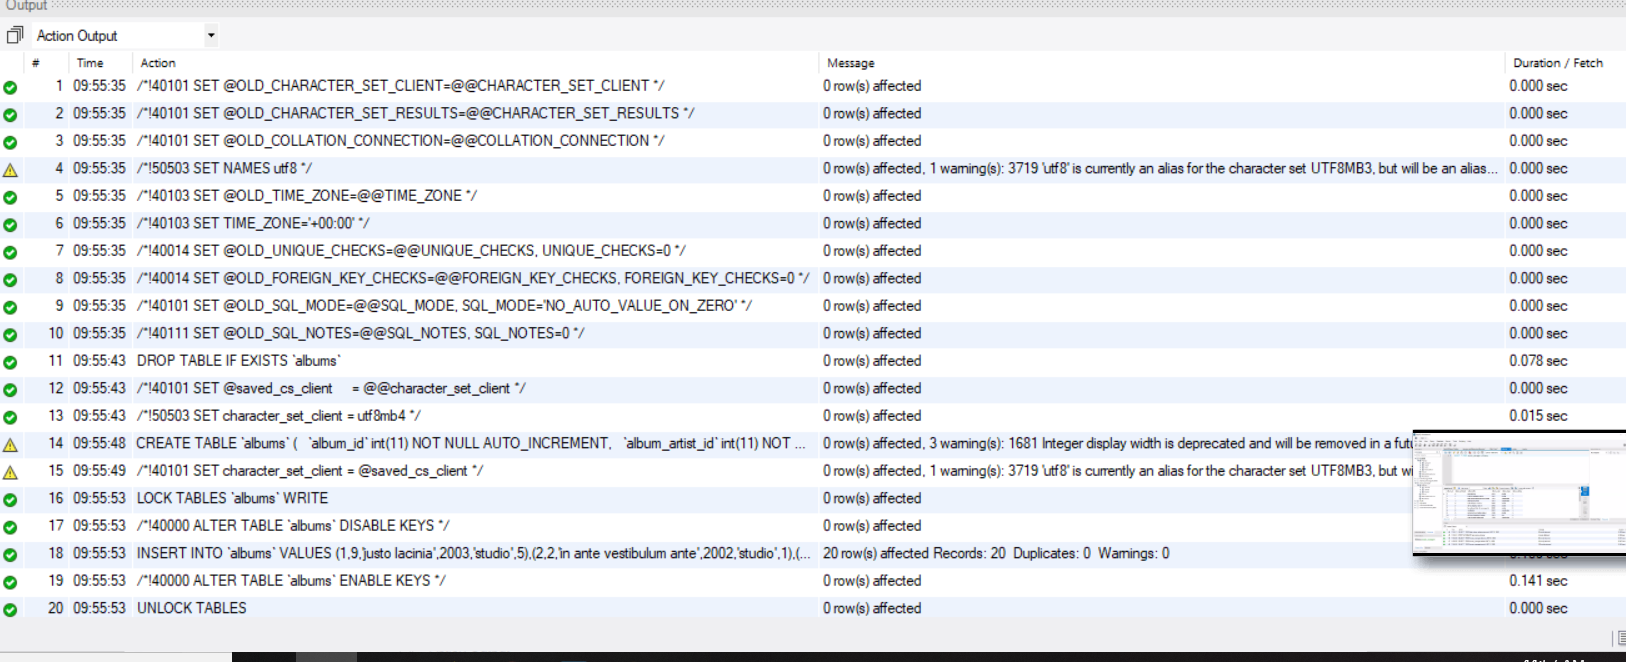 Output
Action Output
# Time Action Message Duration / Fetch
1 09:55:35 /*!40101 SET @OLD_CHARACTER_SET_CLIENT=@@CHARACTER_SET_CLIENT */ 0 row(s) affected 0.000 sec
2 09:55:35 /*!40101 SET @OLD_CHARACTER_SET_RESULTS=@@CHARACTER_SET_RESULTS */ 0 row(s) affected 0.000 sec
3 09:55:35 /*!40101 SET @OLD_COLLATION_CONNECTION=@@COLLATION_CONNECTION */ 0 row(s) affected 0.000 sec
4 09:55:35 /*!50503 SET NAMES utf8 */ 0 row(s) affected, 1 warning(s): 3719 'utf8' is currently an alias for the character set UTF8MB3, but will be an alias... 0.000 sec
5 09:55:35 /*!40103 SET @OLD_TIME_ZONE=@@TIME_ZONE */ 0 row(s) affected 0.000 sec
6 09:55:35 /*!40103 SET TIME_ZONE='+00:00' */ 0 row(s) affected 0.000 sec
7 09:55:35 /*!40014 SET @OLD_UNIQUE_CHECKS=@@UNIQUE_CHECKS, UNIQUE_CHECKS=0 */ 0 row(s) affected 0.000 sec
8 09:55:35 /*!40014 SET @OLD_FOREIGN_KEY_CHECKS=@@FOREIGN_KEY_CHECKS, FOREIGN_KEY_CHECKS=0 */ 0 row(s) affected 0.000 sec
9 09:55:35 /*!40101 SET @OLD_SQL_MODE=@@SQL_MODE, SQL_MODE='NO_AUTO_VALUE_ON_ZERO' */ 0 row(s) affected 0.000 sec
10 09:55:35 /*!40111 SET @OLD_SQL_NOTES=@@SQL_NOTES, SQL_NOTES=0 */ 0 row(s) affected 0.000 sec
11 09:55:43 DROP TABLE IF EXISTS `albums` 0 row(s) affected 0.078 sec
12 09:55:43 /*!40101 SET @saved_cs_client     = @@character_set_client */ 0 row(s) affected 0.000 sec
13 09:55:43 /*!50503 SET character_set_client = utf8mb4 */ 0 row(s) affected 0.015 sec
14 09:55:48 CREATE TABLE `albums` (   `album_id` int(11) NOT NULL AUTO_INCREMENT,   `album_artist_id` int(11) NOT ... 0 row(s) affected, 3 warning(s): 1681 Integer display width is deprecated and will be removed in a futu
15 09:55:49 /*!40101 SET character_set_client = @saved_cs_client */ 0 row(s) affected, 1 warning(s): 3719 'utf8' is currently an alias for the character set UTF8MB3, but wi
16 09:55:53 LOCK TABLES `albums` WRITE 0 row(s) affected
17 09:55:53 /*!40000 ALTER TABLE `albums` DISABLE KEYS */ 0 row(s) affected
18 09:55:53 INSERT INTO `albums` VALUES (1,9,'justo lacinia',2003,'studio',5),(2,2,'in ante vestibulum ante',2002,'studio',1),(... 20 row(s) affected Records: 20  Duplicates: 0  Warnings: 0
19 09:55:53 /*!40000 ALTER TABLE `albums` ENABLE KEYS */ 0 row(s) affected 0.141 sec
20 09:55:53 UNLOCK TABLES 0 row(s) affected 0.000 sec